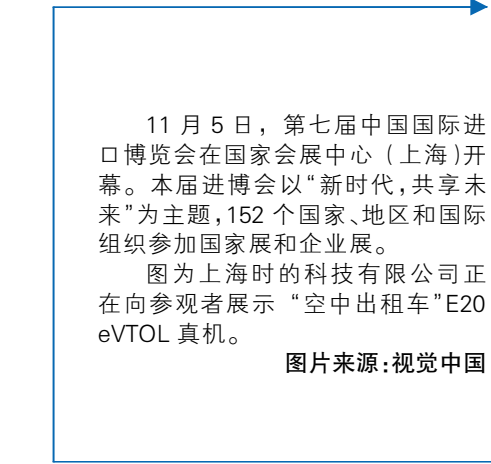 11 月 5 日，第七届中国国际进
口博览会在国家会展中心（上海）开
幕。本届进博会以“新时代，共享未
来”为主题，152 个国家、地区和国际
组织参加国家展和企业展。
图为上海时的科技有限公司正
在向参观者展示 “空中出租车”E20
eVTOL 真机。
图片来源：视觉中国